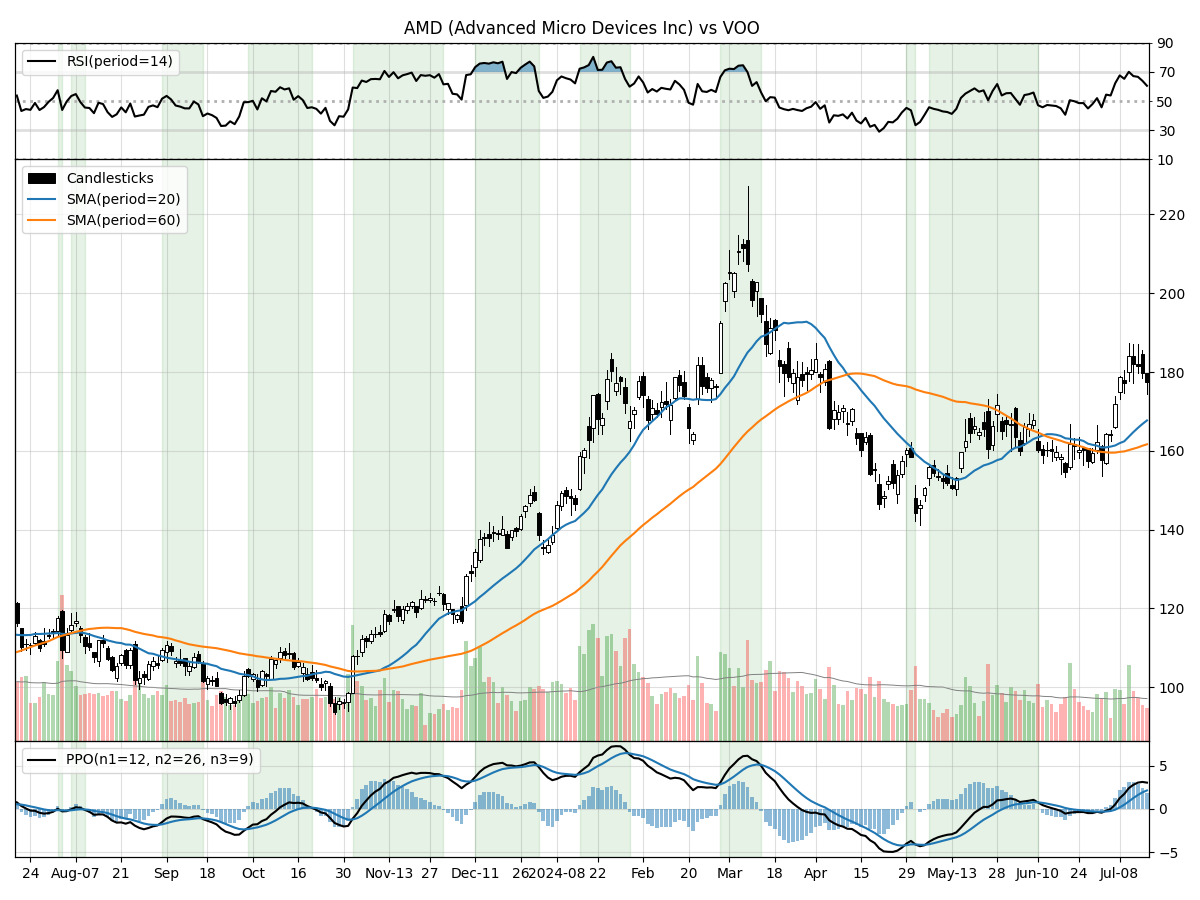 AMD (Advanced Micro Devices Inc) vs VOO
RSI(period=14)
90
70
50
30
10
Candlesticks
SMA(period=20)
SMA(period=60)
220
200
180
160
140
120
100
PPO(n1=12, n2=26, n3=9)
5
0
−5
24 Aug-07 21 Sep 18 Oct 16 30 Nov-13 27 Dec-11 26 2024-08 22 Feb 20 Mar 18 Apr 15 29 May-13 28 Jun-10 24 Jul-08